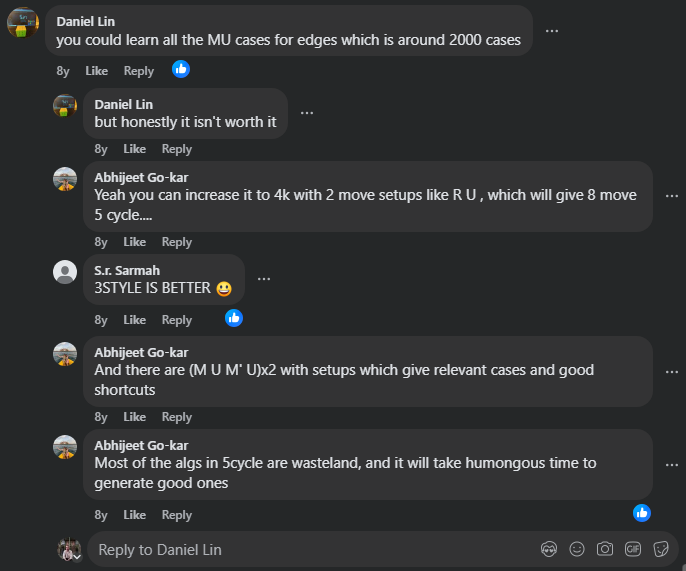 Daniel Lin
you could learn all the MU cases for edges which is around 2000 cases
8y Like Reply
Daniel Lin
but honestly it isn't worth it
8y Like Reply
Abhijeet Go-kar
Yeah you can increase it to 4k with 2 move setups like R U , which will give 8 move
5 cycle....
8y Like Reply
S.r. Sarmah
3STYLE IS BETTER 😃
8y Like Reply
Abhijeet Go-kar
And there are (M U M' U)x2 with setups which give relevant cases and good
shortcuts
8y Like Reply
Abhijeet Go-kar
Most of the algs in 5cycle are wasteland, and it will take humongous time to
generate good ones
8y Like Reply
Reply to Daniel Lin
GIF